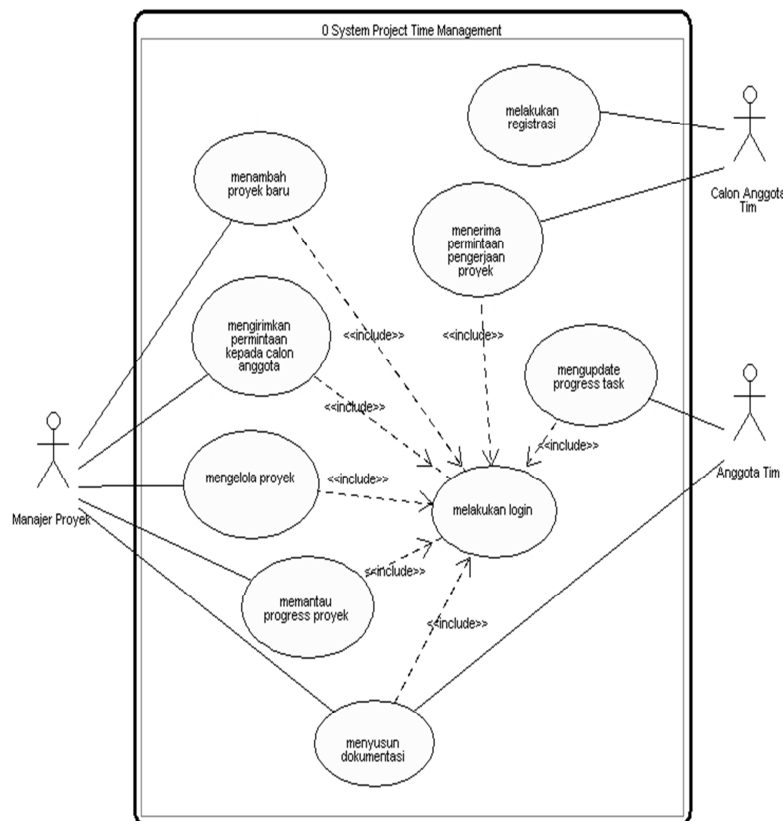 0 System Project Time Management
melakukan
registrasi
Calon Anggota
Tim
menambah
proyek baru
menerima
permintaan
pengerjaan
proyek
mengirimkan
permintaan
kepada calon
anggota
<<include>>
<<include>>
mengupdate
progress task
<<include>>
<<include>>
Anggota Tim
mengelola proyek
<<include>>
melakukan login
Manajer Proyek
<<include>>
memantau
progress proyek
<<include>>
menyusun
dokumentasi